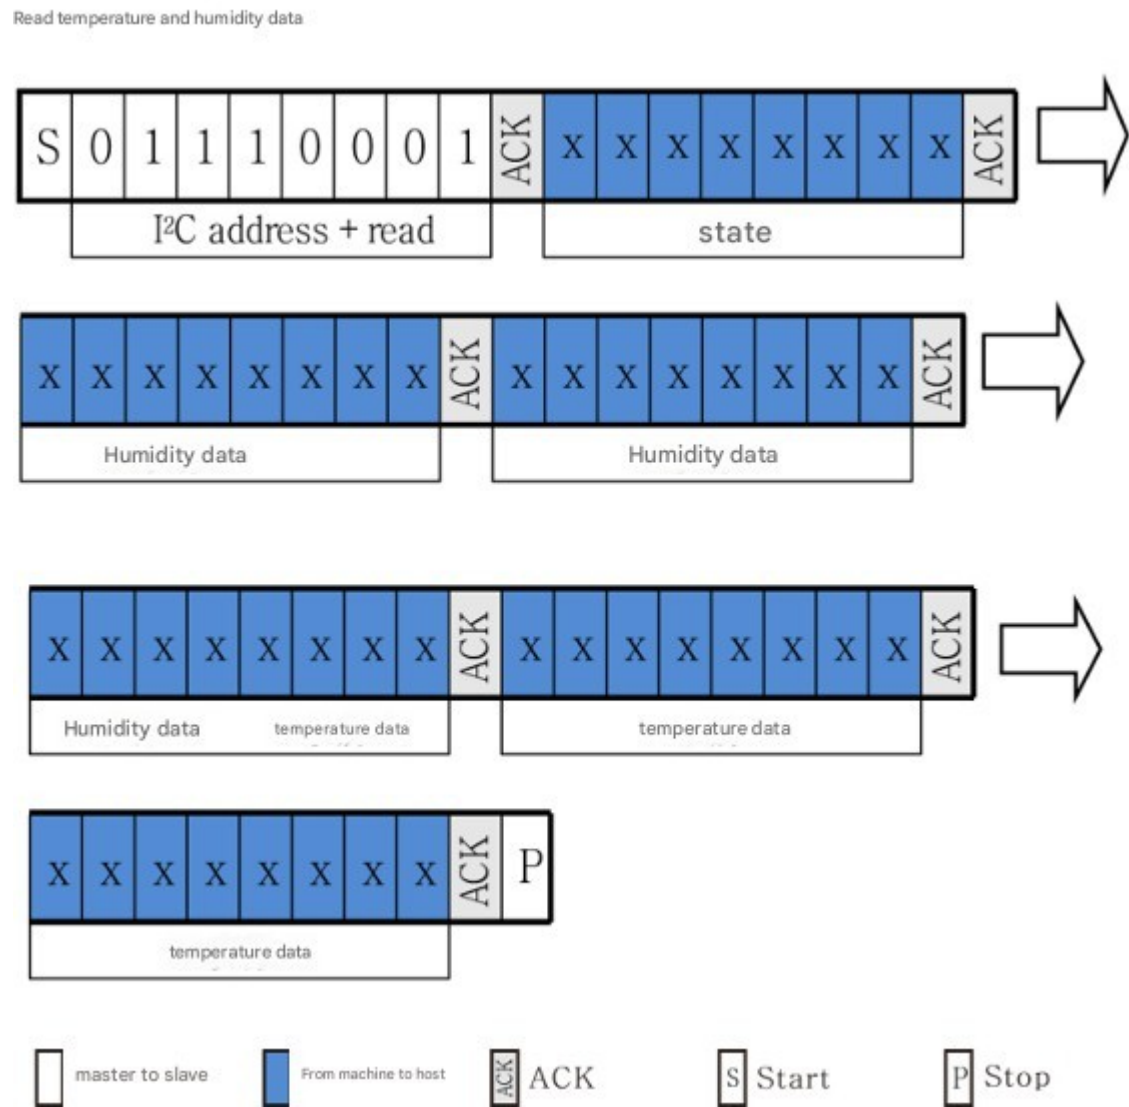 Read temperature and humidity data
S 0 1 1 1 0 0 0 1 ACK x x x x x x x x ACK
I²C address + read state
x x x x x x x x ACK x x x x x x x x ACK
Humidity data Humidity data
x x x x x x x x ACK x x x x x x x x ACK
Humidity data temperature data temperature data
x x x x x x x x ACK P
temperature data
master to slave From machine to host ACK ACK S Start P Stop